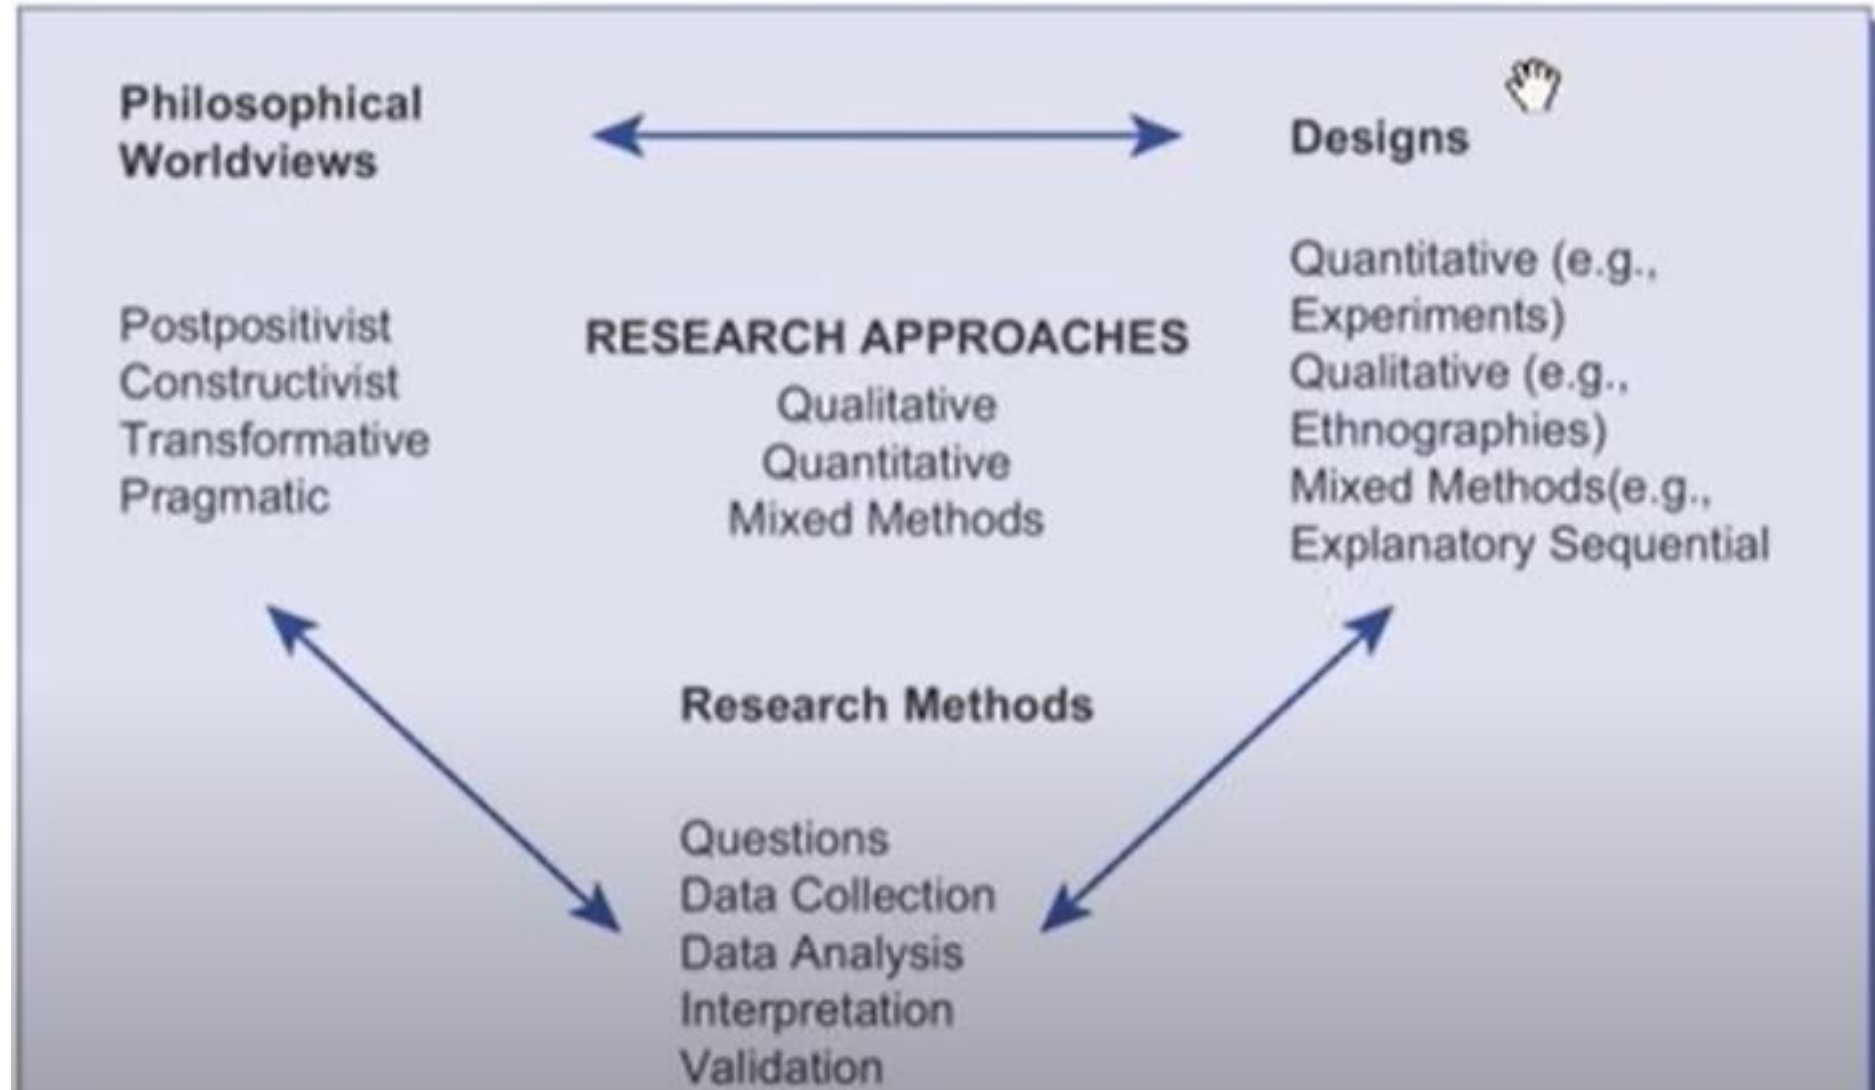 Philosophical
Worldviews
Designs
Postpositivist
Constructivist
Transformative
Pragmatic
RESEARCH APPROACHES
Qualitative
Quantitative
Mixed Methods
Quantitative (e.g.,
Experiments)
Qualitative (e.g.,
Ethnographies)
Mixed Methods(e.g.,
Explanatory Sequential
Research Methods
Questions
Data Collection
Data Analysis
Interpretation
Validation